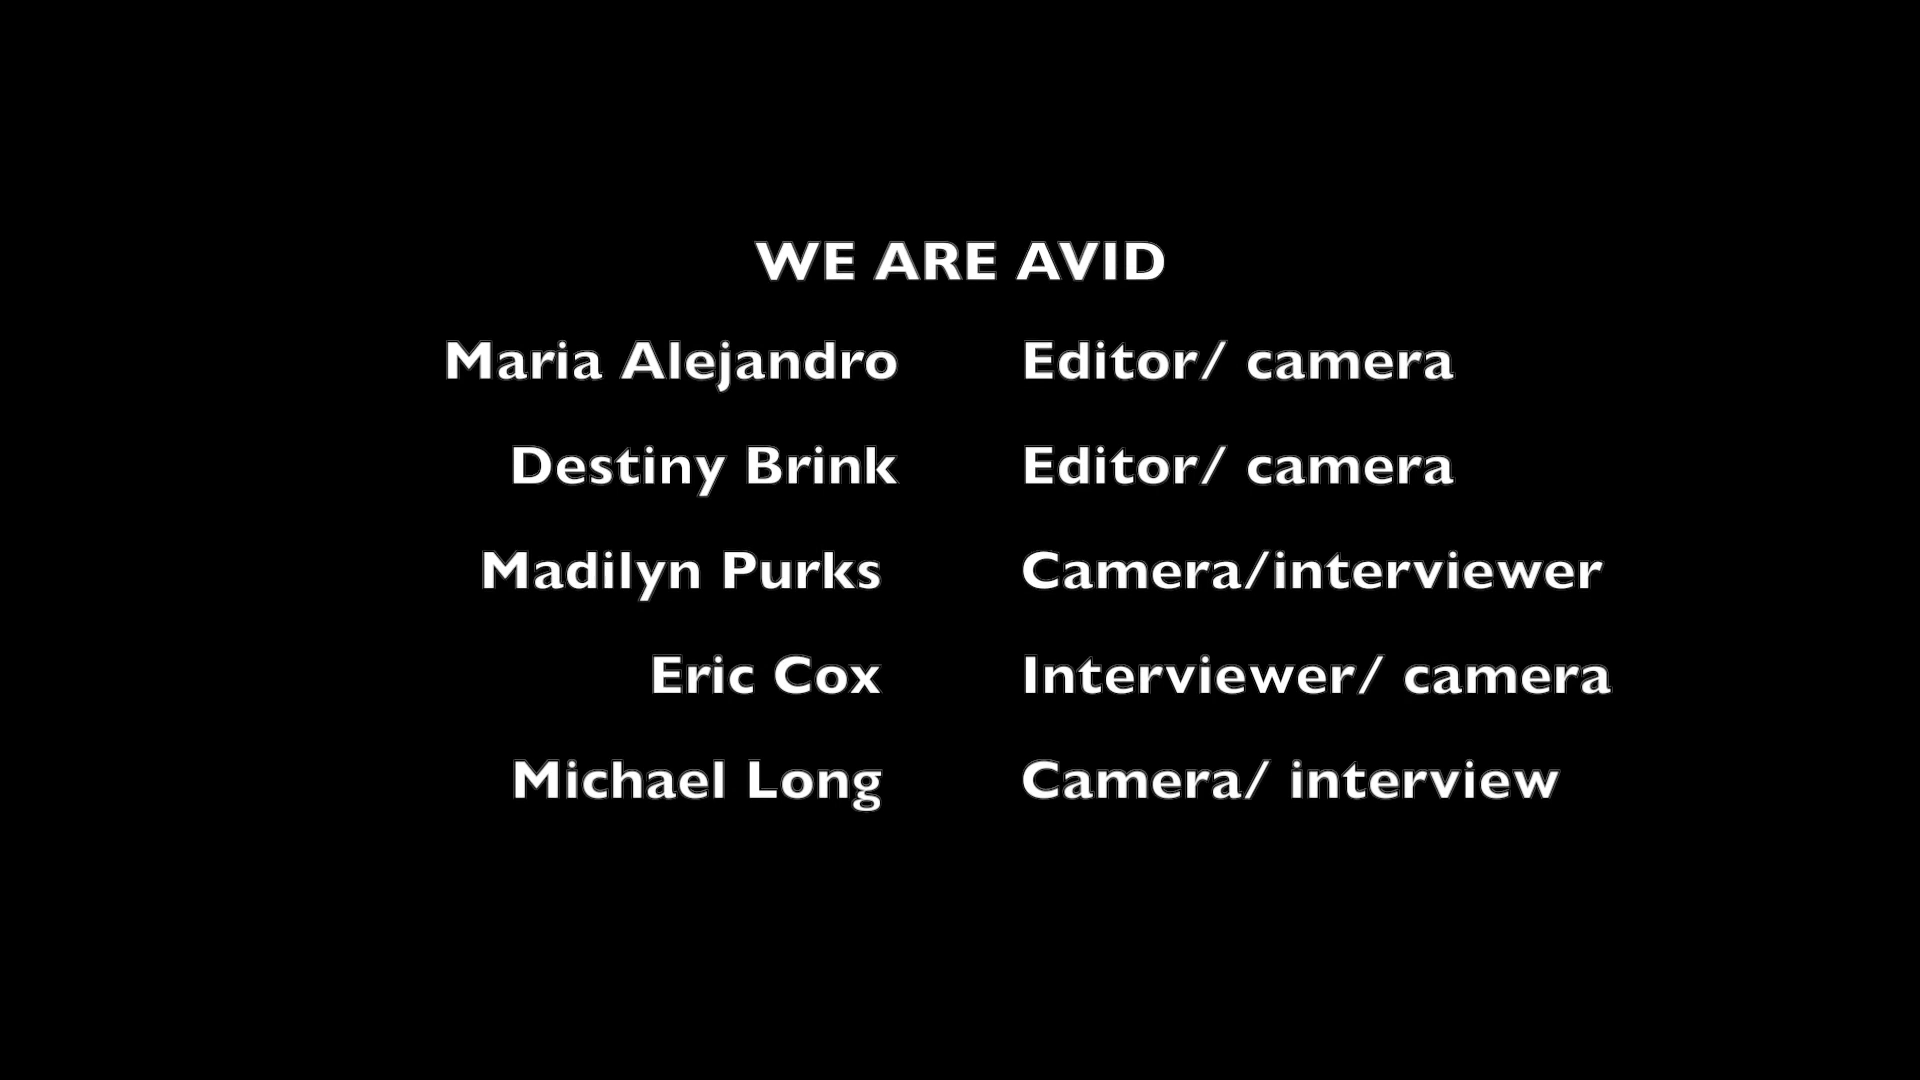 WE ARE AVID
Maria Alejandro Editor/ camera
Destiny Brink Editor/ camera
Madilyn Purks Camera/interviewer
Eric Cox Interviewer/ camera
Michael Long Camera/ interview